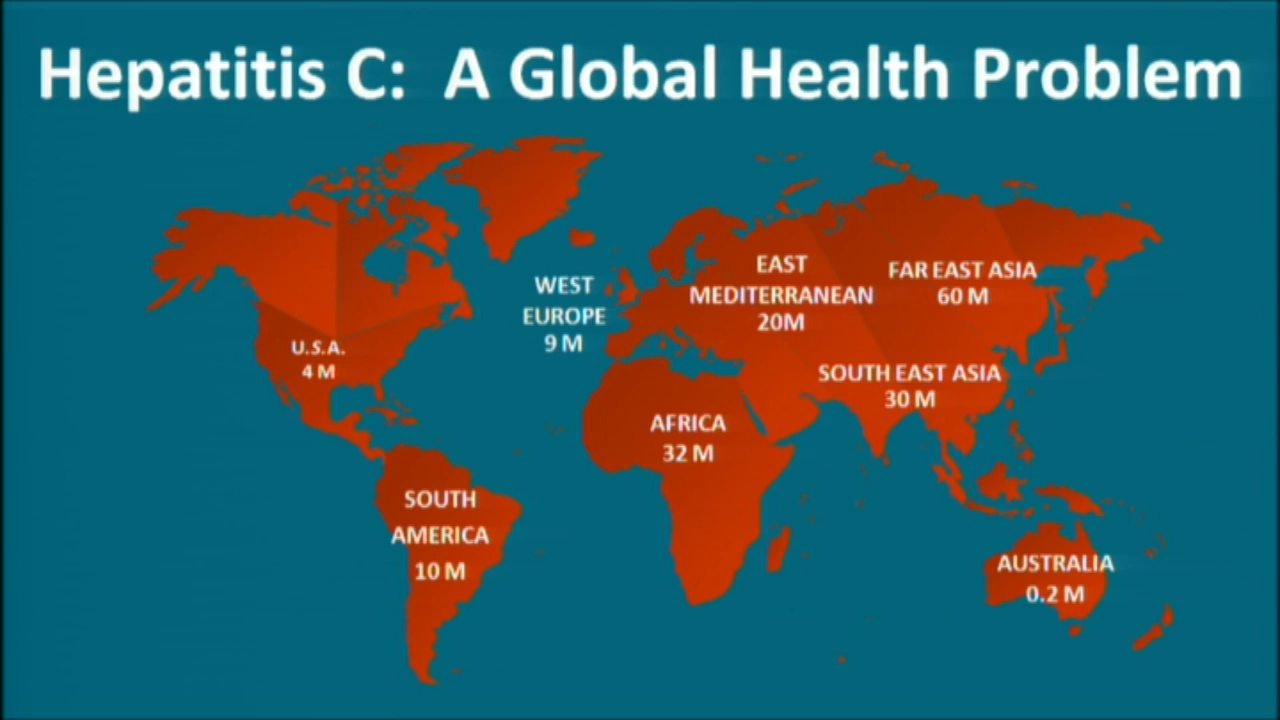 Hepatitis C: A Global Health Problem
WEST
EUROPE
9 M
EAST
MEDITERRANEAN
20M
FAR EAST ASIA
60 M
U.S.A.
4 M
SOUTH EAST ASIA
30 M
AFRICA
32 M
SOUTH
AMERICA
10 M
AUSTRALIA
0.2 M